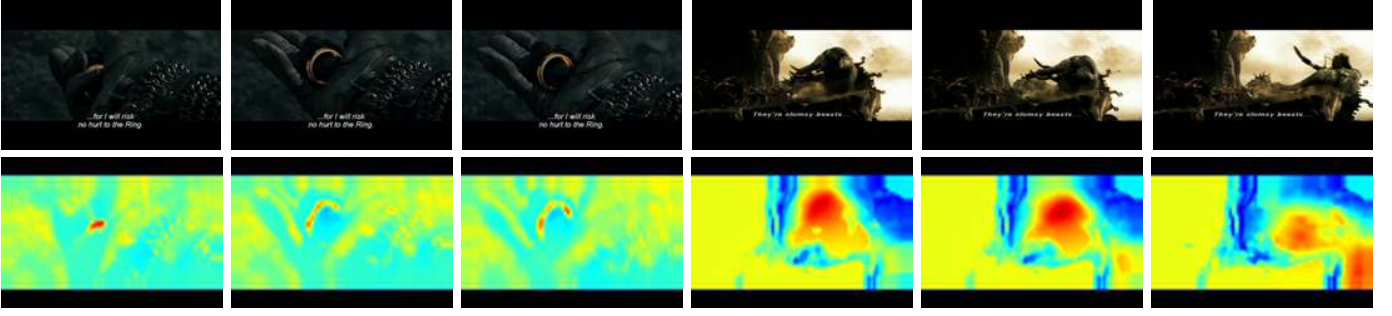 ...for I will risk
no hurt to the Ring.
...for I will risk
no hurt to the Ring.
...for I will risk
no hurt to the Ring.
They're clumsy beasts
They're clumsy beasts
They're clumsy beasts